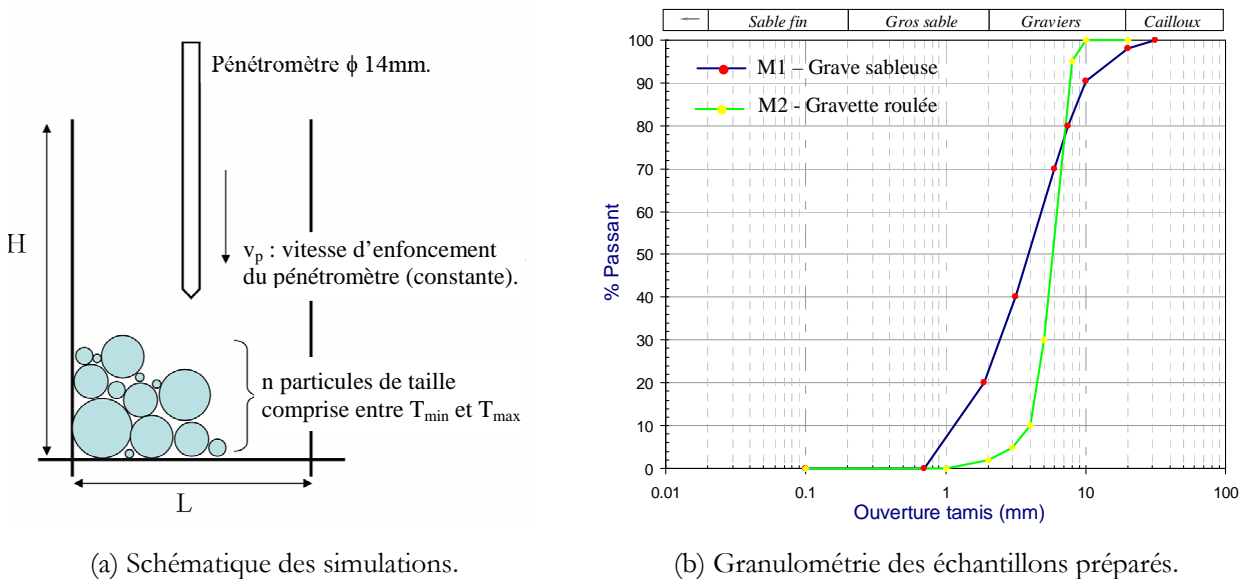 Pénétromètre ϕ 14mm.
H
v_p : vitesse d'enfoncement
du pénétromètre (constante).
n particules de taille
comprise entre T_min et T_max
L
Sable fin Gros sable Graviers Cailloux
100
90
80
70
60
50
40
30
20
10
0
% Passant
M1 – Grave sableuse
M2 - Gravette roulée
0.01 0.1 1 10 100
Ouverture tamis (mm)
(a) Schématique des simulations.
(b) Granulométrie des échantillons préparés.